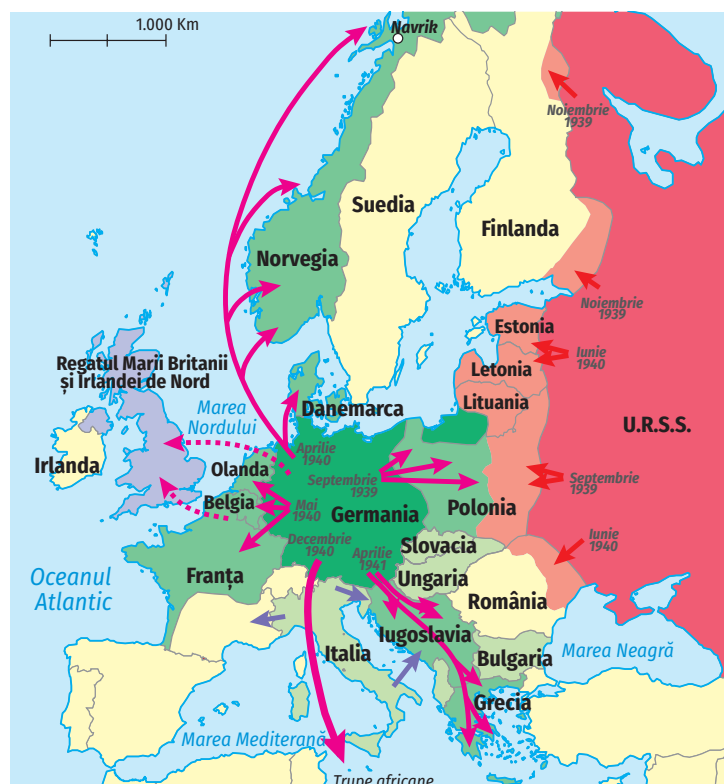 1.000 Km
Navrik
Noiembrie
1939
Suedia
Finlanda
Norvegia
Noiembrie
1939
Estonia
Iunie
1940
Letonia
Lituania
Regatul Marii Britanii
și Irlandei de Nord
Marea
Nordului
Danemarca
U.R.S.S.
Irlanda
Olanda
Aprilie
1940
Septembrie
1939
Septembrie
1939
Belgia
Mai
1940
Germania
Polonia
Iunie
1940
Decembrie
1940
Aprilie
1941
Slovacia
Ungaria
Oceanul
Atlantic
Franța
România
Iugoslavia
Italia
Bulgaria
Marea Neagră
Grecia
Marea Mediterană
Trupe africane